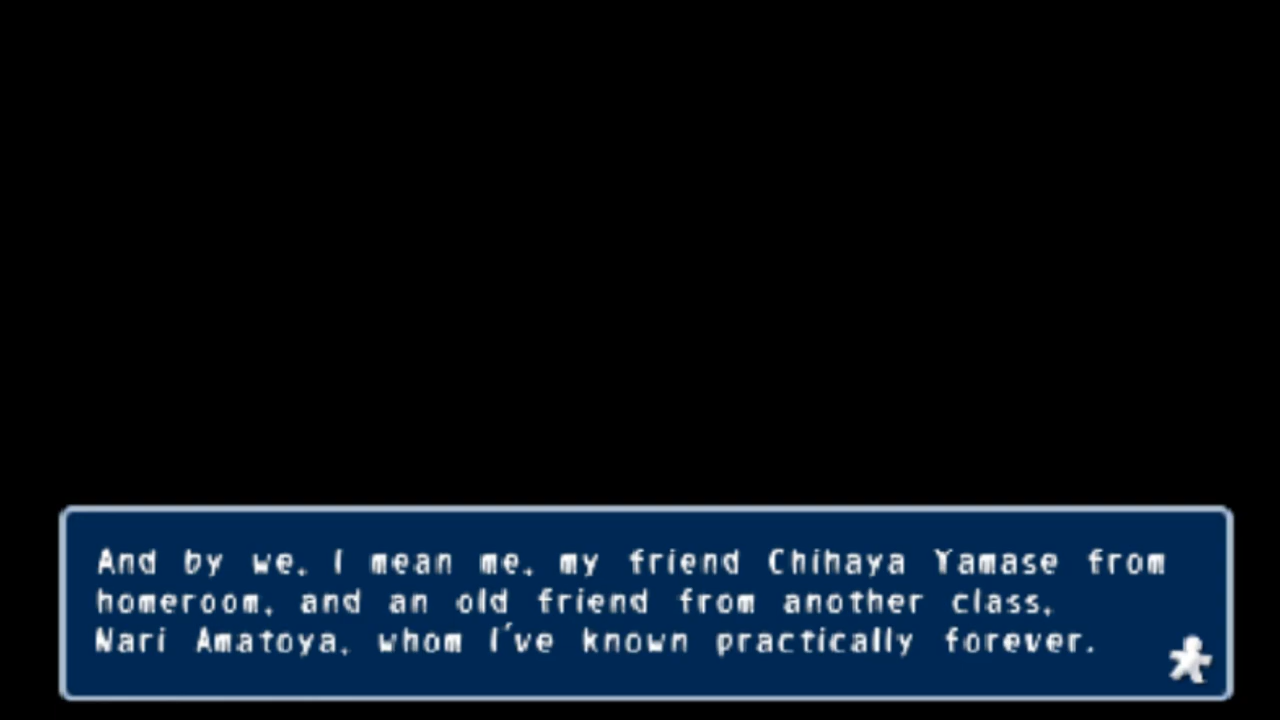 And by we, I mean me, my friend Chihaya Yamase from
homeroom, and an old friend from another class,
Nari Amatoya, whom I've known practically forever.